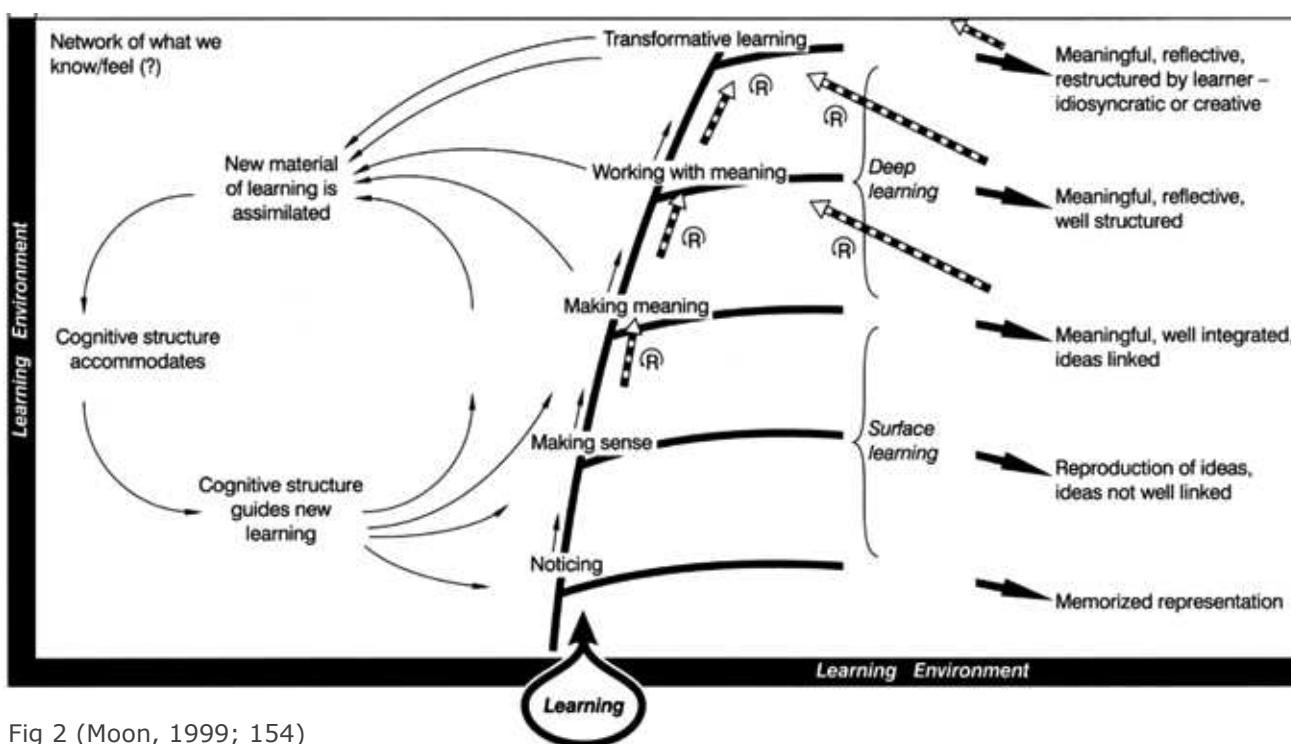 Network of what we
know/feel (?)
Transformative learning
Meaningful, reflective,
restructured by learner –
idiosyncratic or creative
R
R
New material
of learning is
assimilated
Working with meaning
Deep
learning
Meaningful, reflective,
well structured
R
R
Making meaning
Cognitive structure
accommodates
Meaningful, well integrated,
ideas linked
R
Making sense
Surface
learning
Reproduction of ideas,
ideas not well linked
Cognitive structure
guides new
learning
Noticing
Memorized representation
Learning Environment
Learning Environment
Learning
Fig 2 (Moon, 1999; 154)